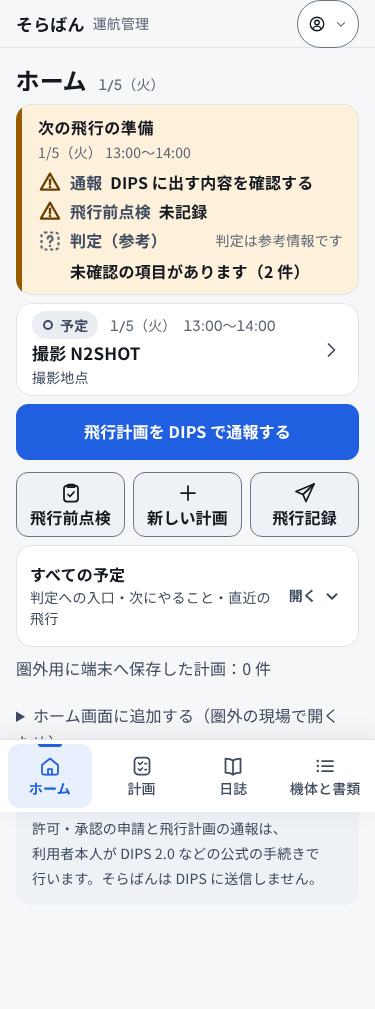 そらばん 運航管理
ホーム 1/5（火）
次の飛行の準備
1/5（火） 13:00〜14:00
通報 DIPS に出す内容を確認する
飛行前点検 未記録
判定（参考） 判定は参考情報です
未確認の項目があります（2 件）
予定 1/5（火） 13:00〜14:00
撮影 N2SHOT
撮影地点
飛行計画を DIPS で通報する
飛行前点検 新しい計画 飛行記録
すべての予定
判定への入口・次にやること・直近の
飛行
開く
圏外用に端末へ保存した計画：0 件
▶ ホーム画面に追加する（圏外の現場で開く
ホーム 計画 日誌 機体と書類
許可・承認の申請と飛行計画の通報は、
利用者本人が DIPS 2.0 などの公式の手続きで
行います。そらばんは DIPS に送信しません。